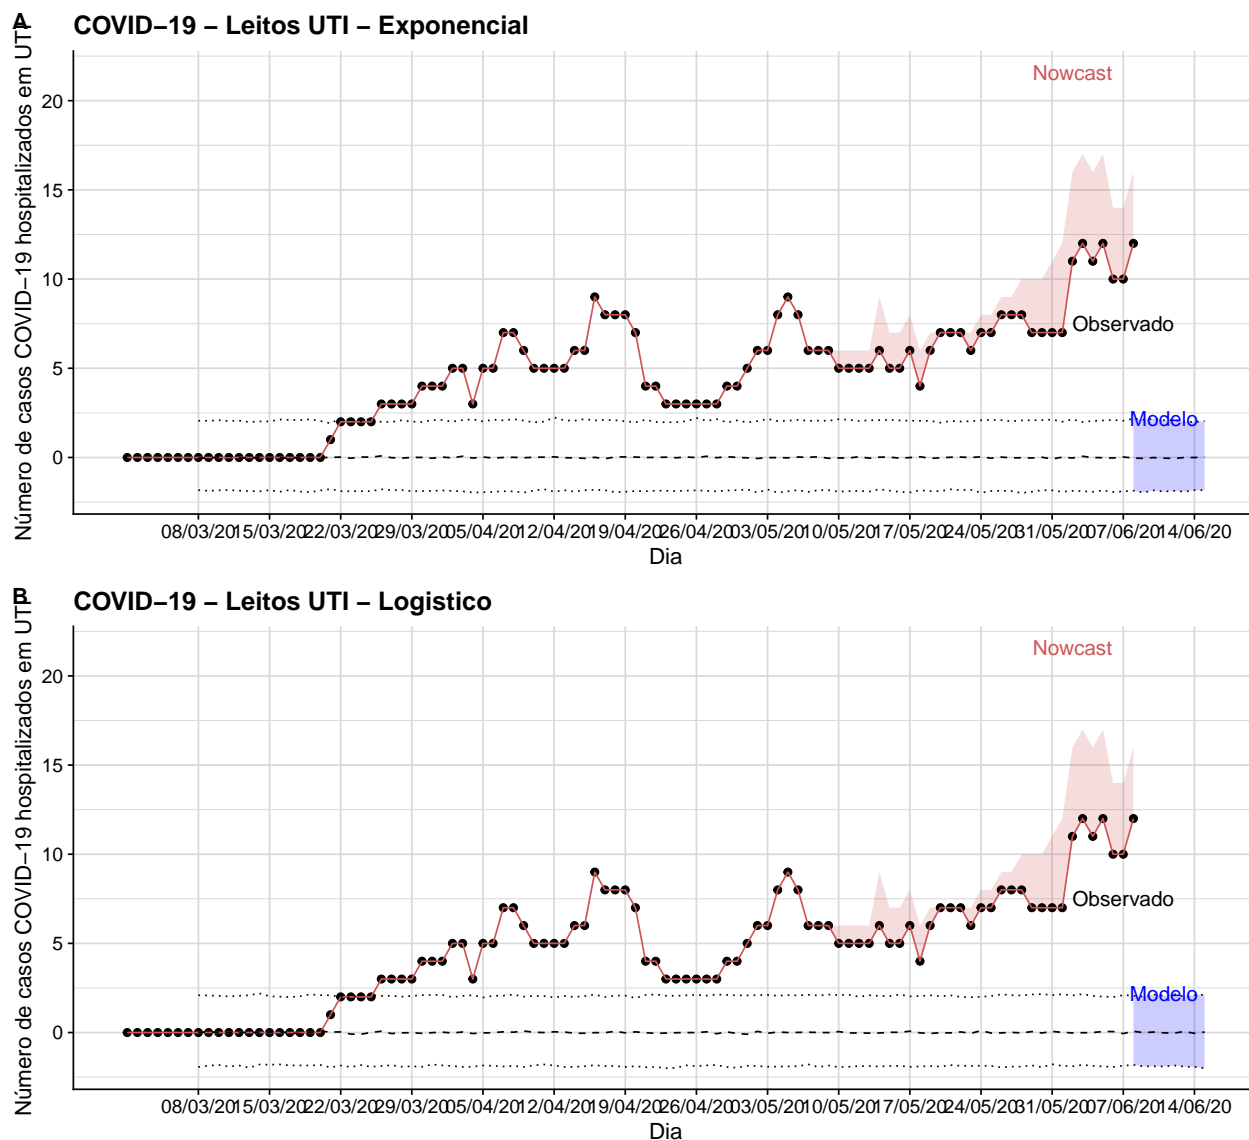 A
COVID−19 − Leitos UTI − Exponencial
Número de casos COVID−19 hospitalizados em UTI
20
15
10
5
0
Nowcast
Observado
Modelo
08/03/20 15/03/20 22/03/20 29/03/20 05/04/20 12/04/20 19/04/20 26/04/20 03/05/20 10/05/20 17/05/20 24/05/20 31/05/20 07/06/20 14/06/20
Dia
B
COVID−19 − Leitos UTI − Logistico
Número de casos COVID−19 hospitalizados em UTI
20
15
10
5
0
Nowcast
Observado
Modelo
08/03/20 15/03/20 22/03/20 29/03/20 05/04/20 12/04/20 19/04/20 26/04/20 03/05/20 10/05/20 17/05/20 24/05/20 31/05/20 07/06/20 14/06/20
Dia